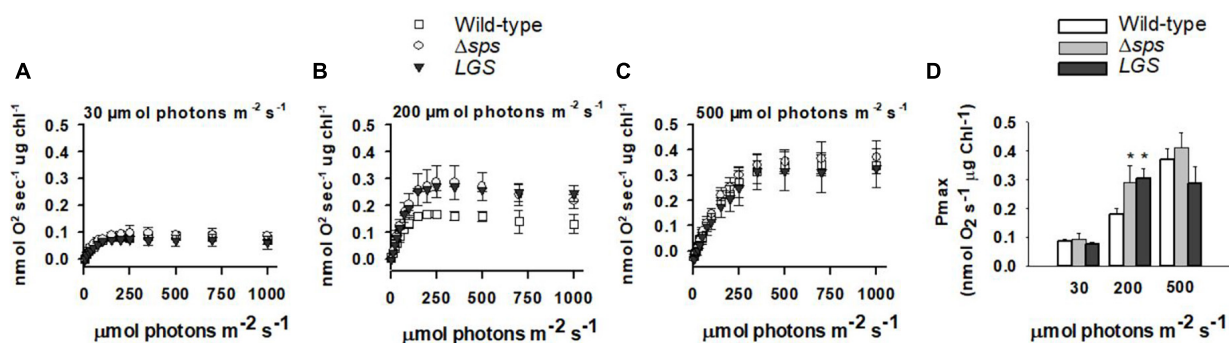 Wild-type
Δsps
LGS
A
30 µmol photons m-2 s-1
nmol O2 sec-1 ug chl-1
0.5
0.4
0.3
0.2
0.1
0.0
0 250 500 750 1000
µmol photons m-2 s-1
B
200 µmol photons m-2 s-1
nmol O2 sec-1 ug chl-1
0.5
0.4
0.3
0.2
0.1
0.0
0 250 500 750 1000
µmol photons m-2 s-1
C
500 µmol photons m-2 s-1
nmol O2 sec-1 ug chl-1
0.5
0.4
0.3
0.2
0.1
0.0
0 250 500 750 1000
µmol photons m-2 s-1
Wild-type
Δsps
LGS
D
Pmax
(nmol O2 s-1 µg Chl-1)
0.5
0.4
0.3
0.2
0.1
0.0
* *
30 200 500
µmol photons m-2 s-1